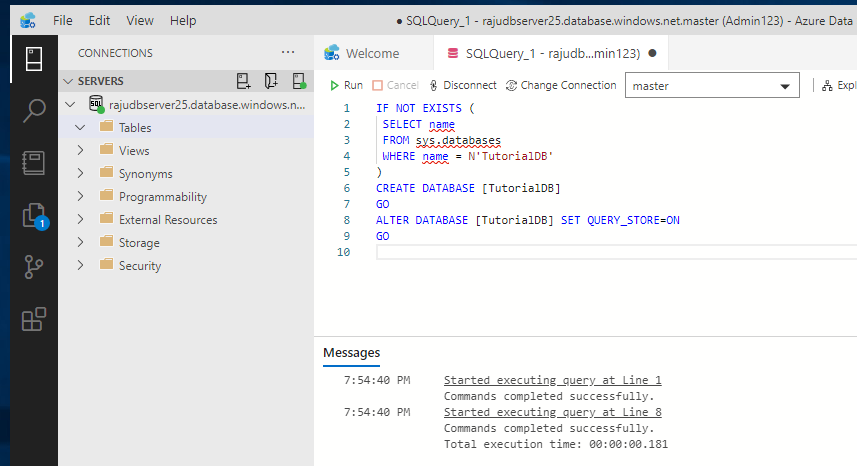 File Edit View Help
● SQLQuery_1 - rajudbserver25.database.windows.net.master (Admin123) - Azure Data
CONNECTIONS ...
Welcome
SQLQuery_1 - rajudb...min123) ●
SERVERS
Run Cancel Disconnect Change Connection master Expl
SQL rajudbserver25.database.windows.n...
Tables
Views
Synonyms
Programmability
External Resources
Storage
Security
1
1 IF NOT EXISTS (
2 SELECT name
3 FROM sys.databases
4 WHERE name = N'TutorialDB'
5 )
6 CREATE DATABASE [TutorialDB]
7 GO
8 ALTER DATABASE [TutorialDB] SET QUERY_STORE=ON
9 GO
10
Messages
7:54:40 PM Started executing query at Line 1
Commands completed successfully.
7:54:40 PM Started executing query at Line 8
Commands completed successfully.
Total execution time: 00:00:00.181